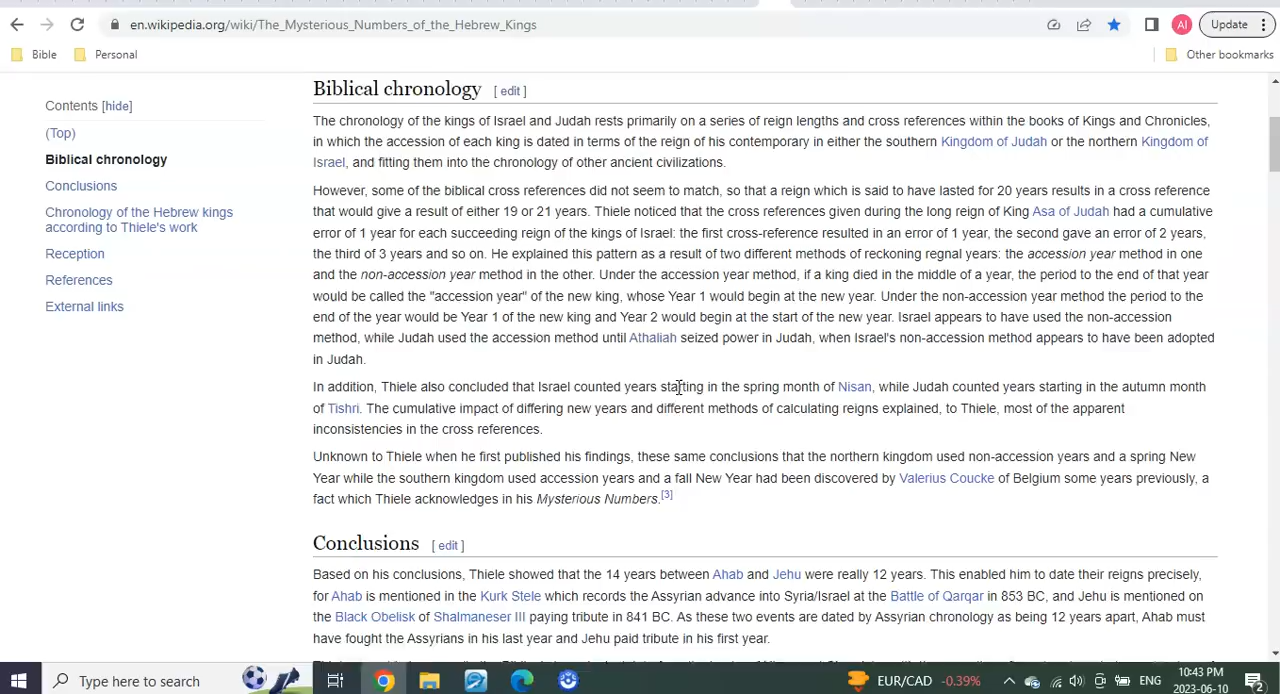 en.wikipedia.org/wiki/The_Mysterious_Numbers_of_the_Hebrew_Kings
AI
Update
Bible
Personal
Other bookmarks
Contents [hide]
(Top)
Biblical chronology
Conclusions
Chronology of the Hebrew kings
according to Thiele's work
Reception
References
External links
Biblical chronology [ edit ]
The chronology of the kings of Israel and Judah rests primarily on a series of reign lengths and cross references within the books of Kings and Chronicles,
in which the accession of each king is dated in terms of the reign of his contemporary in either the southern Kingdom of Judah or the northern Kingdom of
Israel, and fitting them into the chronology of other ancient civilizations.
However, some of the biblical cross references did not seem to match, so that a reign which is said to have lasted for 20 years results in a cross reference
that would give a result of either 19 or 21 years. Thiele noticed that the cross references given during the long reign of King Asa of Judah had a cumulative
error of 1 year for each succeeding reign of the kings of Israel: the first cross-reference resulted in an error of 1 year, the second gave an error of 2 years,
the third of 3 years and so on. He explained this pattern as a result of two different methods of reckoning regnal years: the accession year method in one
and the non-accession year method in the other. Under the accession year method, if a king died in the middle of a year, the period to the end of that year
would be called the "accession year" of the new king, whose Year 1 would begin at the new year. Under the non-accession year method the period to the
end of the year would be Year 1 of the new king and Year 2 would begin at the start of the new year. Israel appears to have used the non-accession
method, while Judah used the accession method until Athaliah seized power in Judah, when Israel's non-accession method appears to have been adopted
in Judah.
In addition, Thiele also concluded that Israel counted years starting in the spring month of Nisan, while Judah counted years starting in the autumn month
of Tishri. The cumulative impact of differing new years and different methods of calculating reigns explained, to Thiele, most of the apparent
inconsistencies in the cross references.
Unknown to Thiele when he first published his findings, these same conclusions that the northern kingdom used non-accession years and a spring New
Year while the southern kingdom used accession years and a fall New Year had been discovered by Valerius Coucke of Belgium some years previously, a
fact which Thiele acknowledges in his Mysterious Numbers.[3]
Conclusions [ edit ]
Based on his conclusions, Thiele showed that the 14 years between Ahab and Jehu were really 12 years. This enabled him to date their reigns precisely,
for Ahab is mentioned in the Kurk Stele which records the Assyrian advance into Syria/Israel at the Battle of Qarqar in 853 BC, and Jehu is mentioned on
the Black Obelisk of Shalmaneser III paying tribute in 841 BC. As these two events are dated by Assyrian chronology as being 12 years apart, Ahab must
have fought the Assyrians in his last year and Jehu paid tribute in his first year.
Type here to search
EUR/CAD -0.39%
ENG
10:43 PM
2023-06-10
2